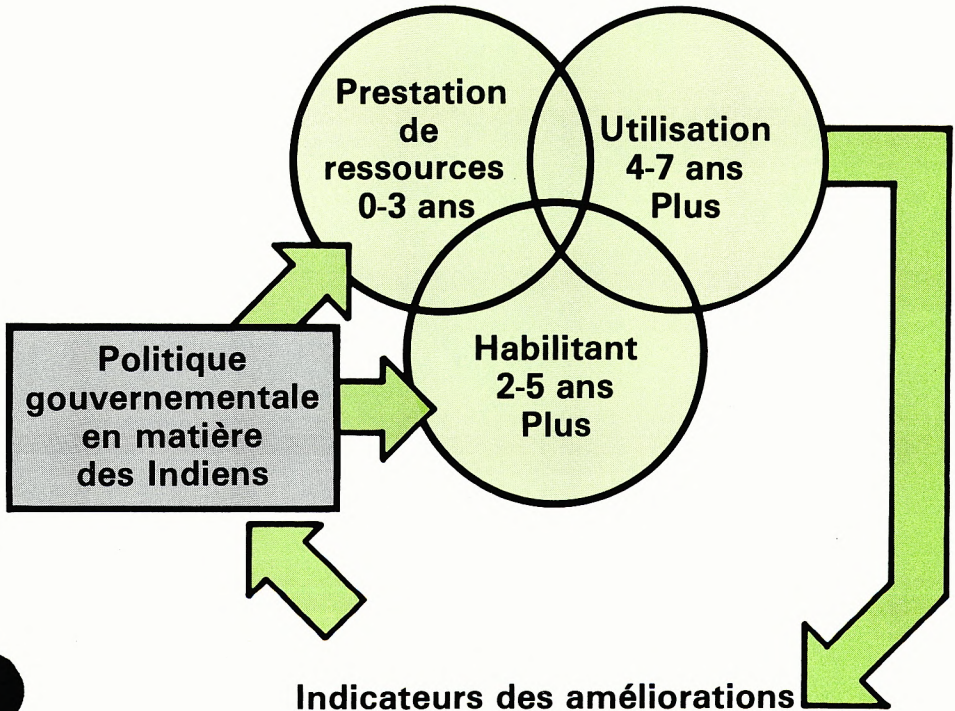 Prestation
de
ressources
0-3 ans
Utilisation
4-7 ans
Plus
Habilitant
2-5 ans
Plus
Politique
gouvernementale
en matière
des Indiens
Indicateurs des améliorations